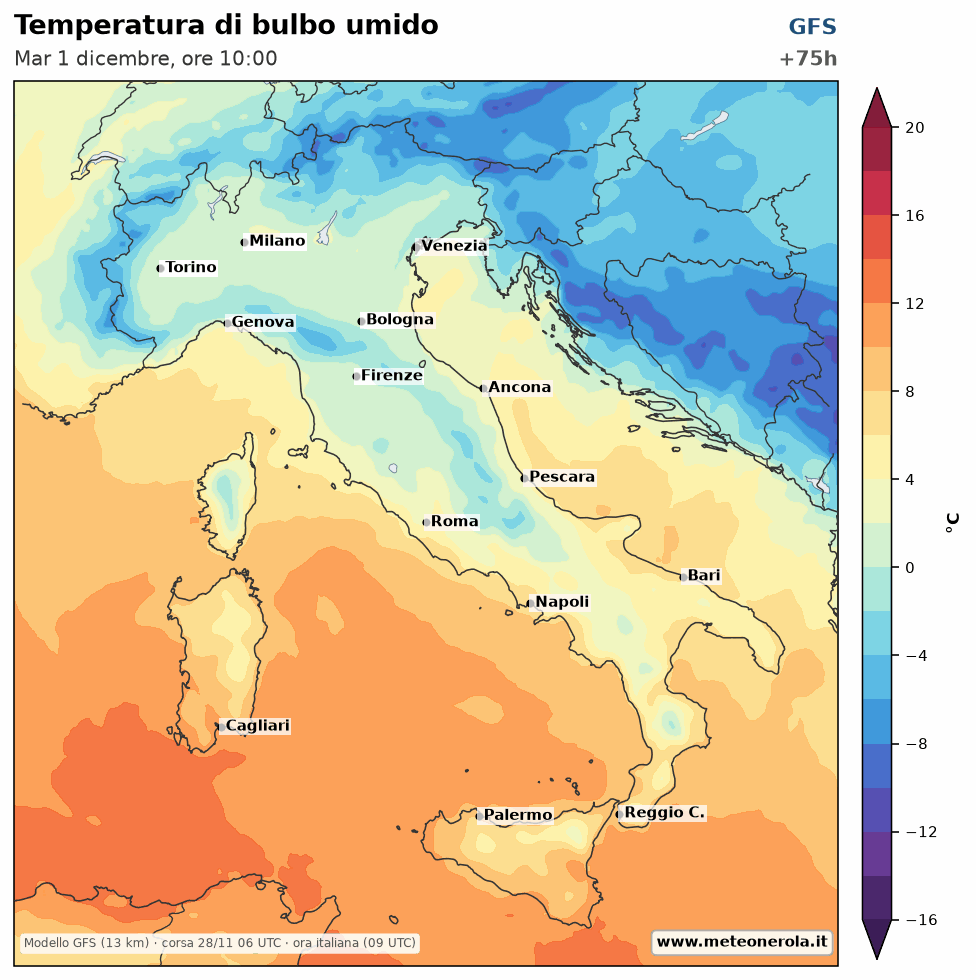 Temperatura di bulbo umido
GFS
Mar 1 dicembre, ore 10:00
+75h
Milano
Venezia
Torino
Genova
Bologna
Firenze
Ancona
Pescara
Roma
Bari
Napoli
Cagliari
Palermo
Reggio C.
20
16
12
8
4
0
−4
−8
−12
−16
°C
Modello GFS (13 km) · corsa 28/11 06 UTC · ora italiana (09 UTC)
www.meteonerola.it